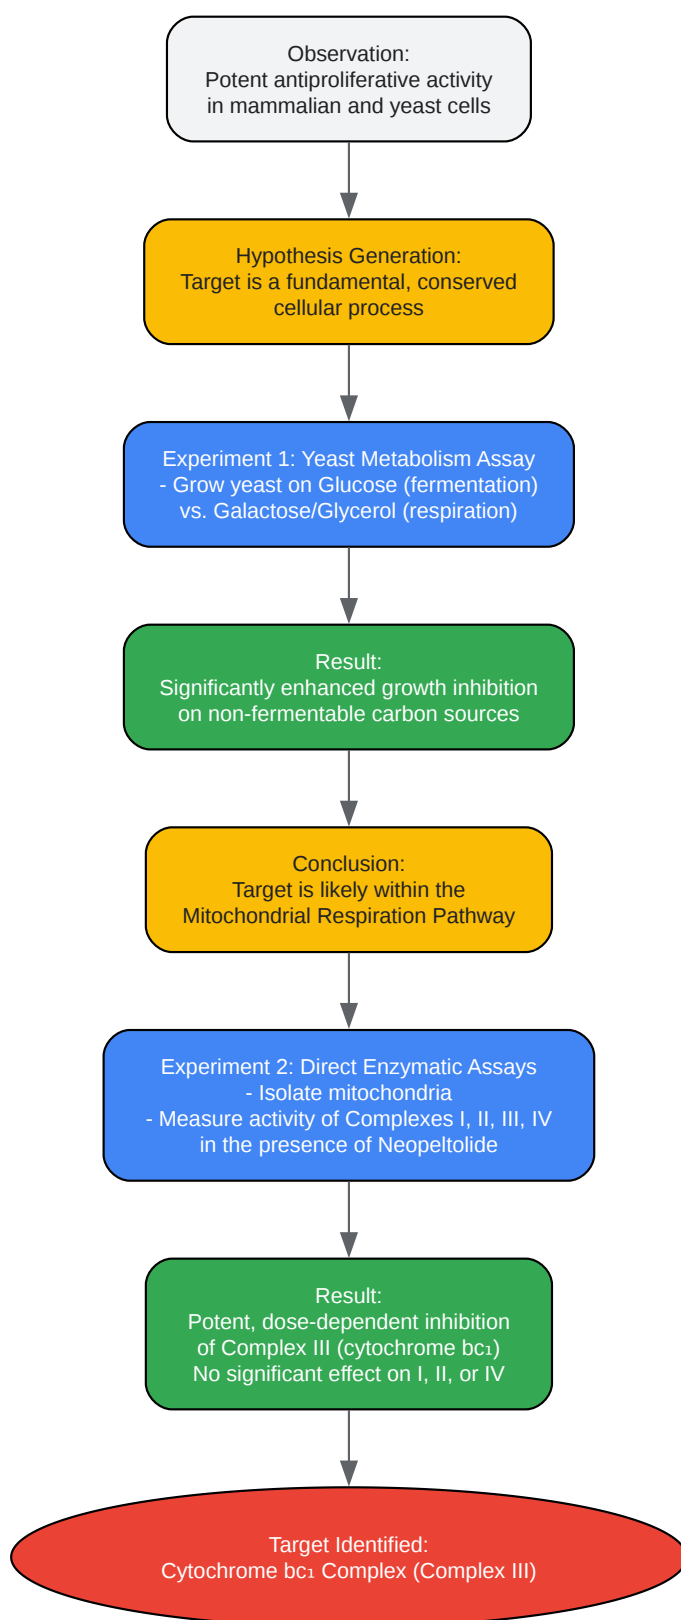 Observation:
Potent antiproliferative activity
in mammalian and yeast cells
Hypothesis Generation:
Target is a fundamental, conserved
cellular process
Experiment 1: Yeast Metabolism Assay
- Grow yeast on Glucose (fermentation)
vs. Galactose/Glycerol (respiration)
Result:
Significantly enhanced growth inhibition
on non-fermentable carbon sources
Conclusion:
Target is likely within the
Mitochondrial Respiration Pathway
Experiment 2: Direct Enzymatic Assays
- Isolate mitochondria
- Measure activity of Complexes I, II, III, IV
in the presence of Neopeltolide
Result:
Potent, dose-dependent inhibition
of Complex III (cytochrome bc₁)
No significant effect on I, II, or IV
Target Identified:
Cytochrome bc₁ Complex (Complex III)